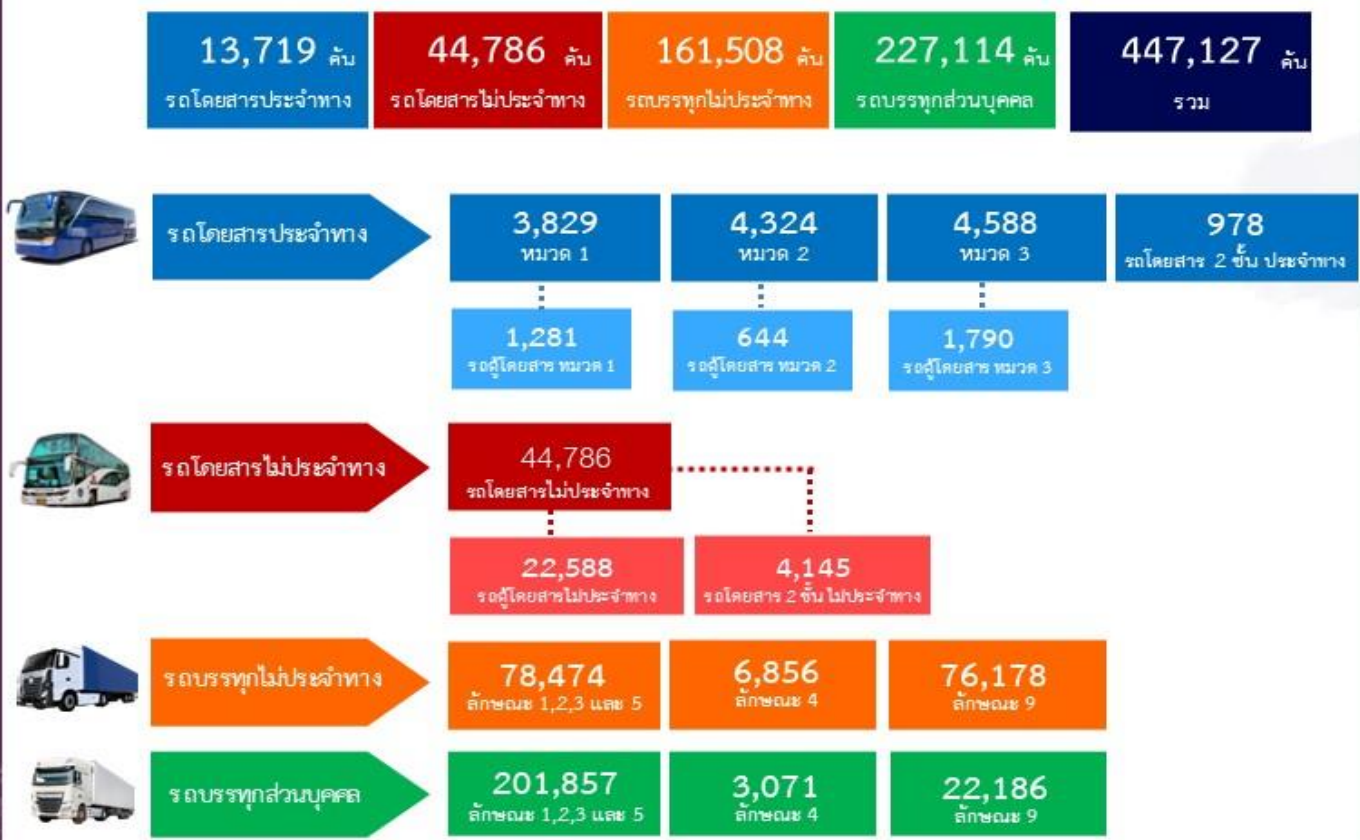 13,719 คัน
รถโดยสารประจำทาง
44,786 คัน
รถโดยสารไม่ประจำทาง
161,508 คัน
รถบรรทุกไม่ประจำทาง
227,114 คัน
รถบรรทุกส่วนบุคคล
447,127 คัน
รวม
รถโดยสารประจำทาง
3,829
หมวด 1
4,324
หมวด 2
4,588
หมวด 3
978
รถโดยสาร 2 ชั้น ประจำทาง
1,281
รถตู้โดยสาร หมวด 1
644
รถตู้โดยสาร หมวด 2
1,790
รถตู้โดยสาร หมวด 3
รถโดยสารไม่ประจำทาง
44,786
รถโดยสารไม่ประจำทาง
22,588
รถตู้โดยสารไม่ประจำทาง
4,145
รถโดยสาร 2 ชั้น ไม่ประจำทาง
รถบรรทุกไม่ประจำทาง
78,474
ลักษณะ 1,2,3 และ 5
6,856
ลักษณะ 4
76,178
ลักษณะ 9
รถบรรทุกส่วนบุคคล
201,857
ลักษณะ 1,2,3 และ 5
3,071
ลักษณะ 4
22,186
ลักษณะ 9